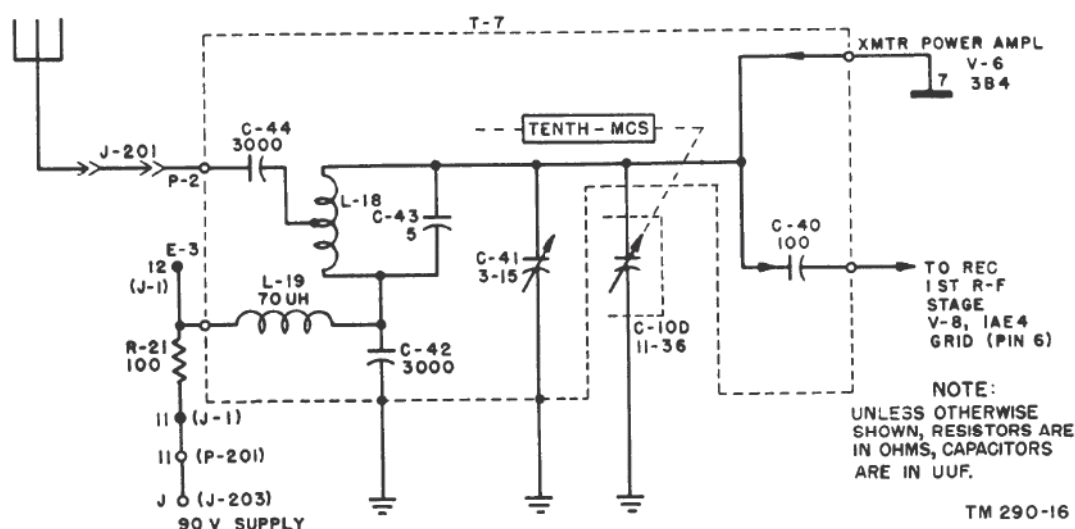 T-7
XMTR POWER AMPL
V-6
3B4
7
C-44
3000
TENTH-MCS
J-201
P-2
L-18
C-43
5
C-40
100
E-3
12
(J-1)
L-19
70 UH
C-41
3-15
TO REC
1ST R-F
STAGE
V-8, 1AE4
GRID (PIN 6)
C-10D
11-36
R-21
100
C-42
3000
11 (J-1)
11 (P-201)
J (J-203)
90 V SUPPLY
NOTE:
UNLESS OTHERWISE
SHOWN, RESISTORS ARE
IN OHMS, CAPACITORS
ARE IN UUF.
TM 290-16